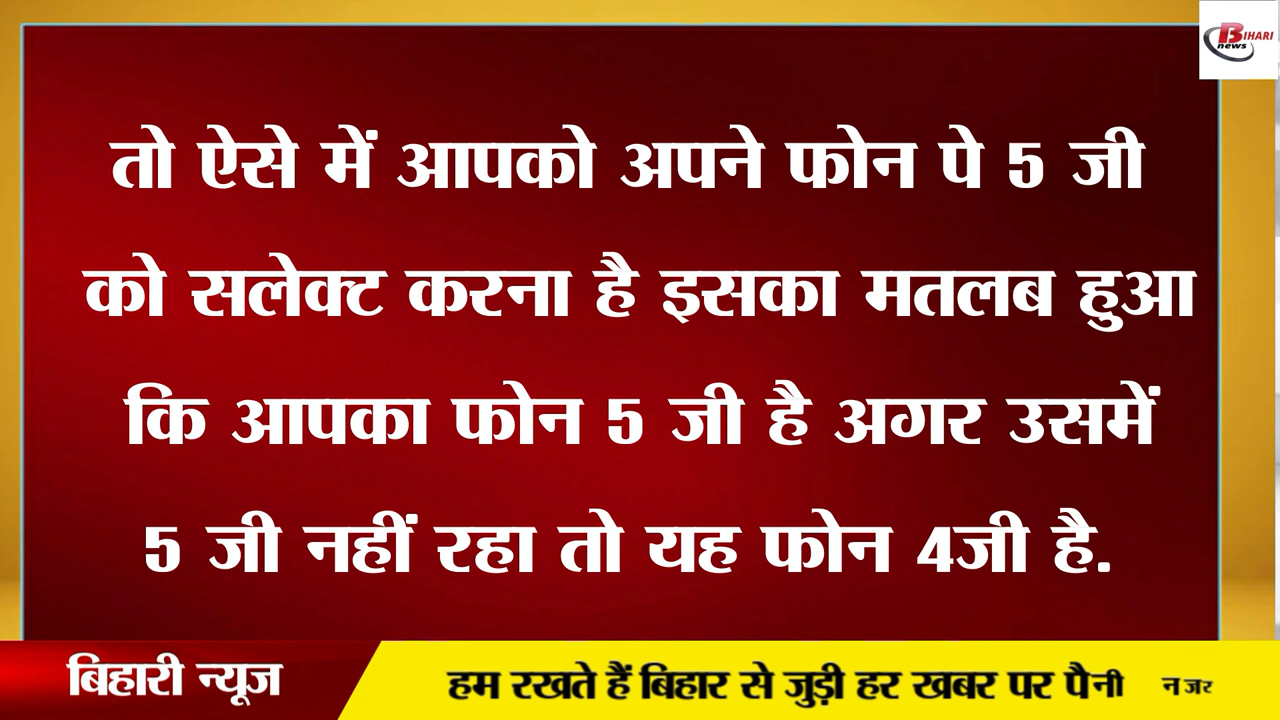 BIHARI
news
तो ऐसे में आपको अपने फोन पे 5 जी
को सलेक्ट करना है इसका मतलब हुआ
कि आपका फोन 5 जी है अगर उसमें
5 जी नहीं रहा तो यह फोन 4जी है.
बिहारी न्यूज हम रखते हैं बिहार से जुड़ी हर खबर पर पैनी नजर